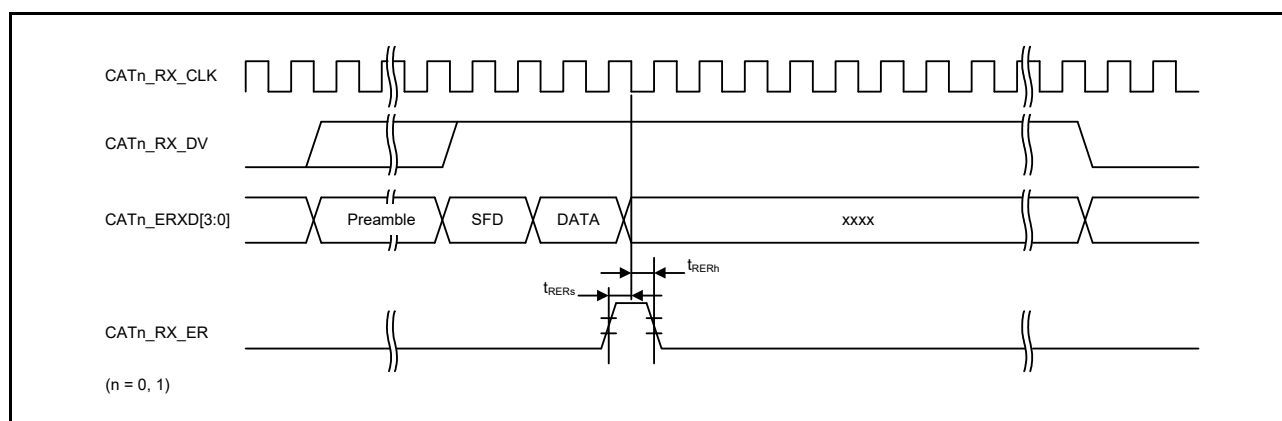 CATn_RX_CLK
CATn_RX_DV
CATn_ERXD[3:0]
Preamble
SFD
DATA
xxxx
tRERh
tRERs
CATn_RX_ER
(n = 0, 1)